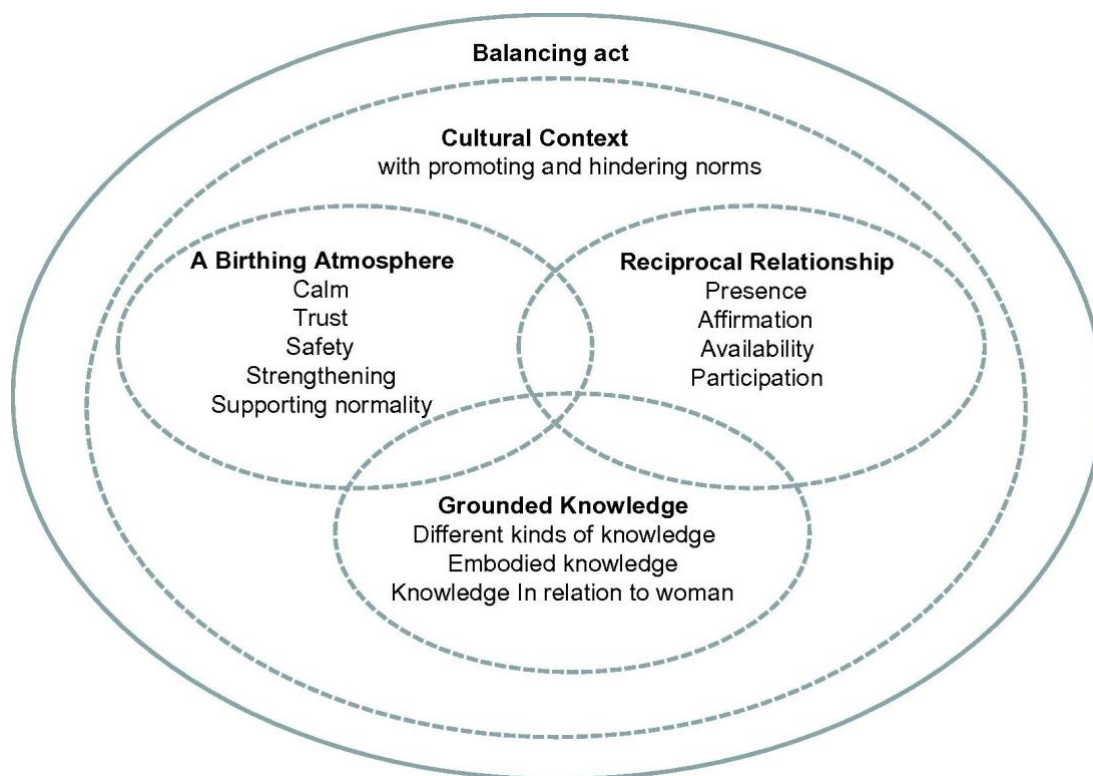 Balancing act
Cultural Context
with promoting and hindering norms
A Birthing Atmosphere
Calm
Trust
Safety
Strengthening
Supporting normality
Reciprocal Relationship
Presence
Affirmation
Availability
Participation
Grounded Knowledge
Different kinds of knowledge
Embodied knowledge
Knowledge In relation to woman